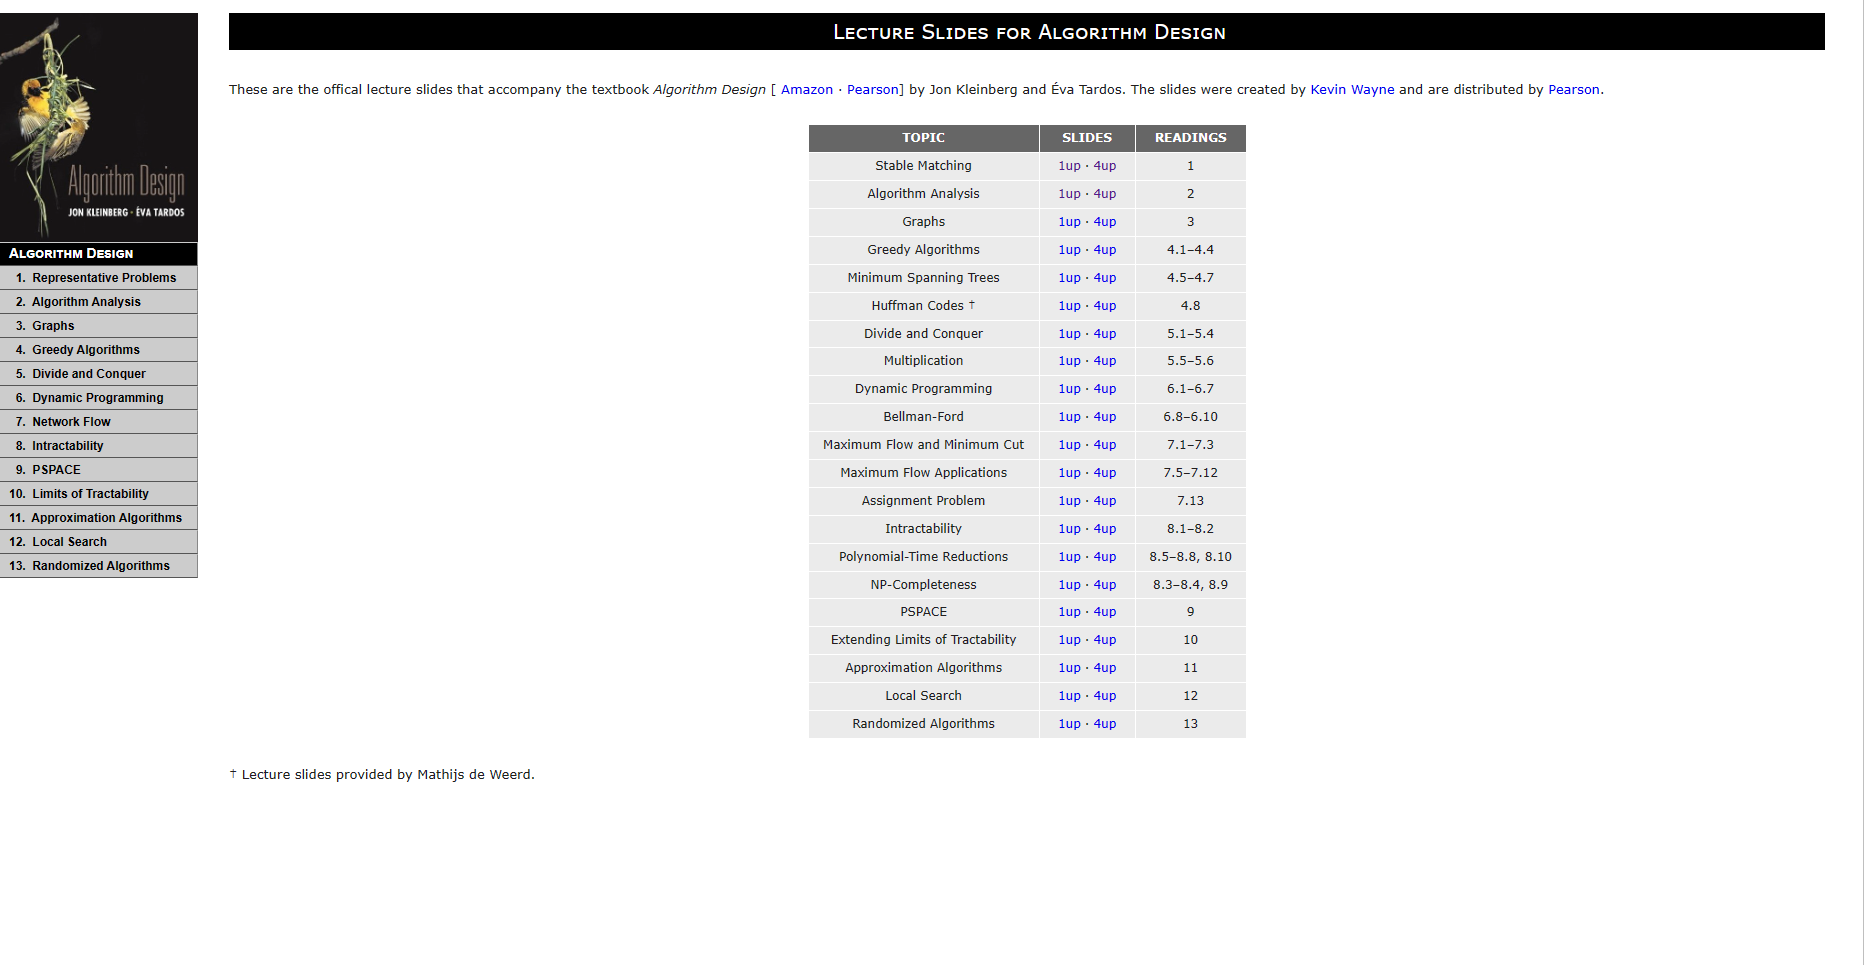 Algorithm Design
JON KLEINBERG · ÉVA TARDOS
ALGORITHM DESIGN
1. Representative Problems
2. Algorithm Analysis
3. Graphs
4. Greedy Algorithms
5. Divide and Conquer
6. Dynamic Programming
7. Network Flow
8. Intractability
9. PSPACE
10. Limits of Tractability
11. Approximation Algorithms
12. Local Search
13. Randomized Algorithms
LECTURE SLIDES FOR ALGORITHM DESIGN
These are the offical lecture slides that accompany the textbook Algorithm Design [ Amazon · Pearson] by Jon Kleinberg and Éva Tardos. The slides were created by Kevin Wayne and are distributed by Pearson.
TOPIC SLIDES READINGS
Stable Matching 1up · 4up 1
Algorithm Analysis 1up · 4up 2
Graphs 1up · 4up 3
Greedy Algorithms 1up · 4up 4.1–4.4
Minimum Spanning Trees 1up · 4up 4.5–4.7
Huffman Codes † 1up · 4up 4.8
Divide and Conquer 1up · 4up 5.1–5.4
Multiplication 1up · 4up 5.5–5.6
Dynamic Programming 1up · 4up 6.1–6.7
Bellman-Ford 1up · 4up 6.8–6.10
Maximum Flow and Minimum Cut 1up · 4up 7.1–7.3
Maximum Flow Applications 1up · 4up 7.5–7.12
Assignment Problem 1up · 4up 7.13
Intractability 1up · 4up 8.1–8.2
Polynomial-Time Reductions 1up · 4up 8.5–8.8, 8.10
NP-Completeness 1up · 4up 8.3–8.4, 8.9
PSPACE 1up · 4up 9
Extending Limits of Tractability 1up · 4up 10
Approximation Algorithms 1up · 4up 11
Local Search 1up · 4up 12
Randomized Algorithms 1up · 4up 13
† Lecture slides provided by Mathijs de Weerd.